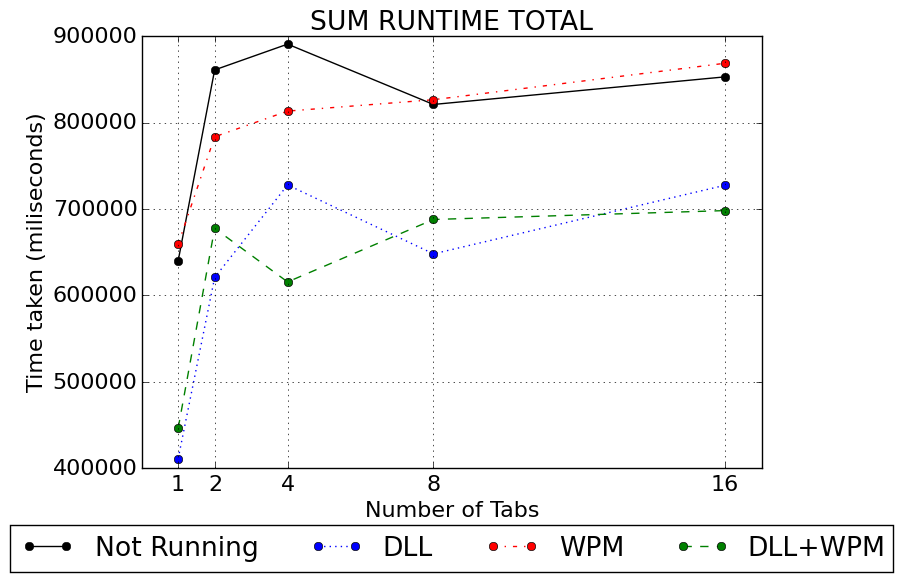 SUM RUNTIME TOTAL
900000
800000
700000
600000
500000
400000
Time taken (miliseconds)
1 2 4 8 16
Number of Tabs
Not Running DLL WPM DLL+WPM